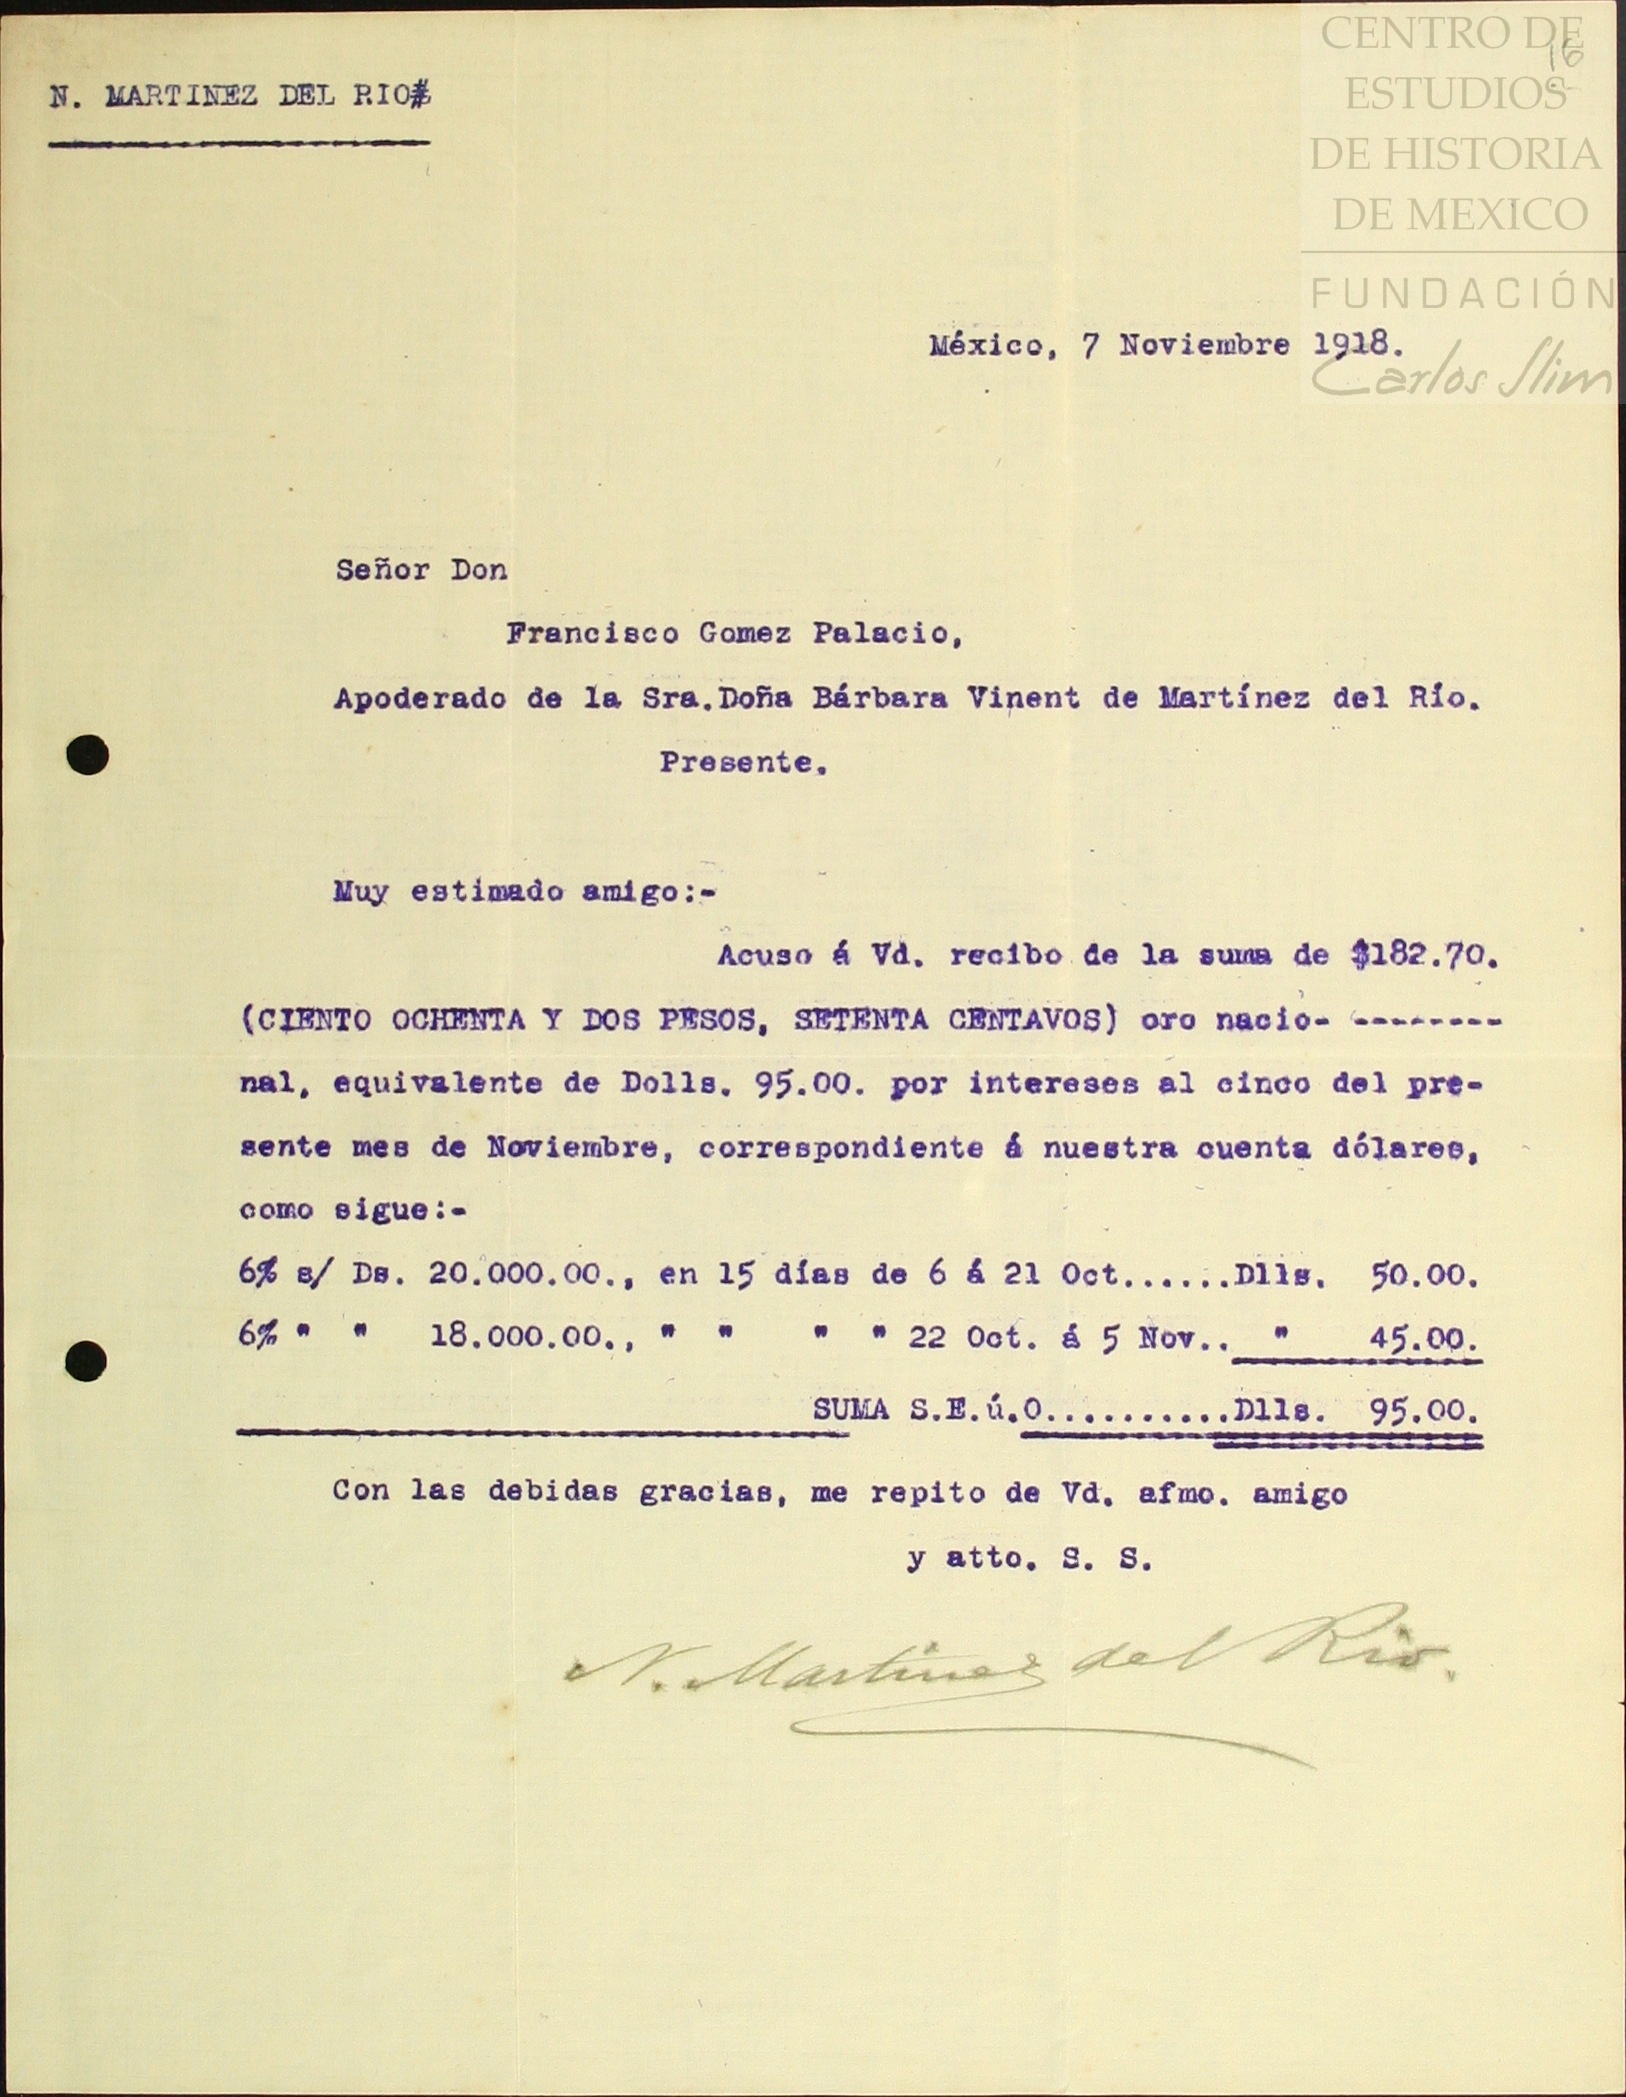 CENTRO DE
16
ESTUDIOS
DE HISTORIA
DE MEXICO
FUNDACIÓN
Carlos Slim
N. MARTINEZ DEL RIO#
México, 7 Noviembre 1918.
Señor Don
Francisco Gomez Palacio,
Apoderado de la Sra.Doña Bárbara Vinent de Martínez del Río.
Presente.
Muy estimado amigo:-
Acuso á Vd. recibo de la suma de $182.70.
(CIENTO OCHENTA Y DOS PESOS, SETENTA CENTAVOS) oro nacio- --------
nal, equivalente de Dolls. 95.00. por intereses al cinco del pre-
sente mes de Noviembre, correspondiente á nuestra cuenta dólares,
como sigue:-
6% s/ Ds. 20.000.00., en 15 días de 6 á 21 Oct......Dlls. 50.00.
6% " " 18.000.00., " " " " 22 Oct. á 5 Nov.. " 45.00.
SUMA S.E.ú.O...........Dlls. 95.00.
Con las debidas gracias, me repito de Vd. afmo. amigo
y atto. S. S.
N. Martinez del Rio.